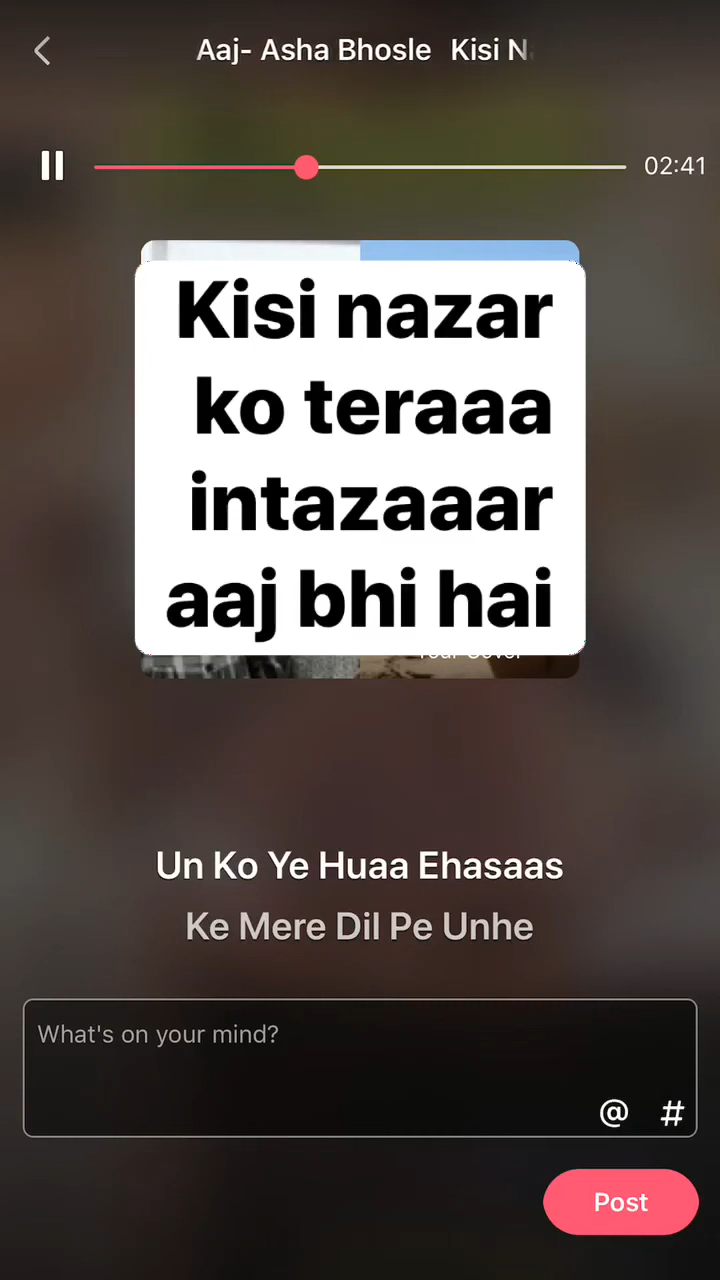 Aaj- Asha Bhosle Kisi N
02:41
Kisi nazar
ko teraaa
intazaaar
aaj bhi hai
Un Ko Ye Huaa Ehasaas
Ke Mere Dil Pe Unhe
What's on your mind?
@ #
Post